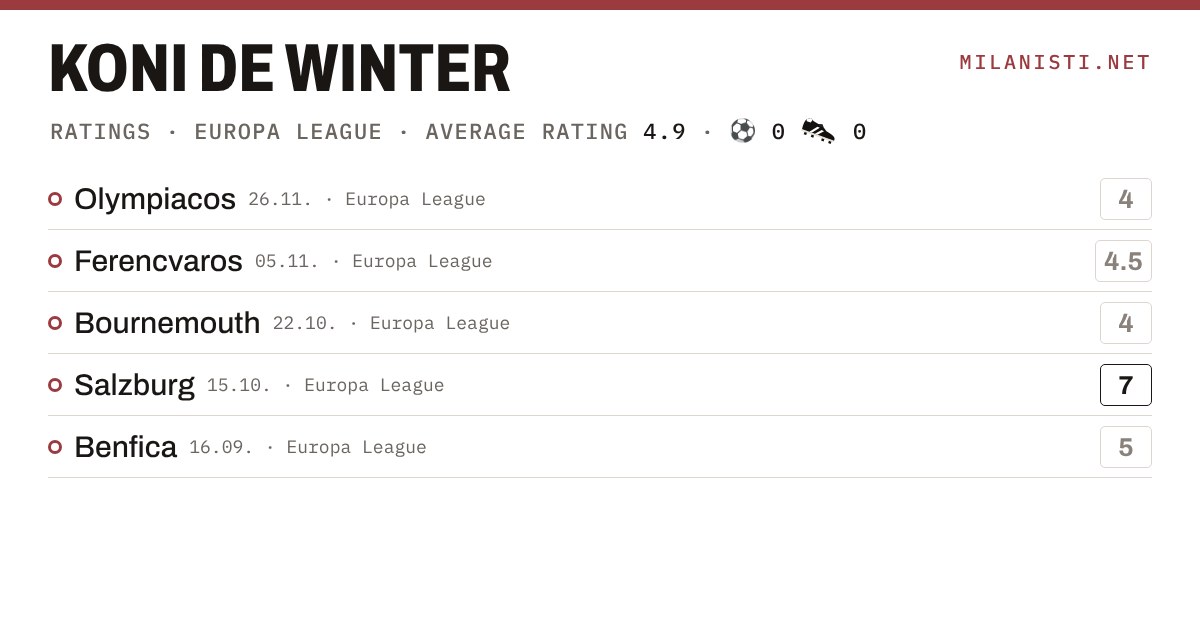 KONI DE WINTER
MILANISTI.NET
RATINGS · EUROPA LEAGUE · AVERAGE RATING 4.9 · ⚽ 0 0
Olympiacos 26.11. · Europa League 4
Ferencvaros 05.11. · Europa League 4.5
Bournemouth 22.10. · Europa League 4
Salzburg 15.10. · Europa League 7
Benfica 16.09. · Europa League 5